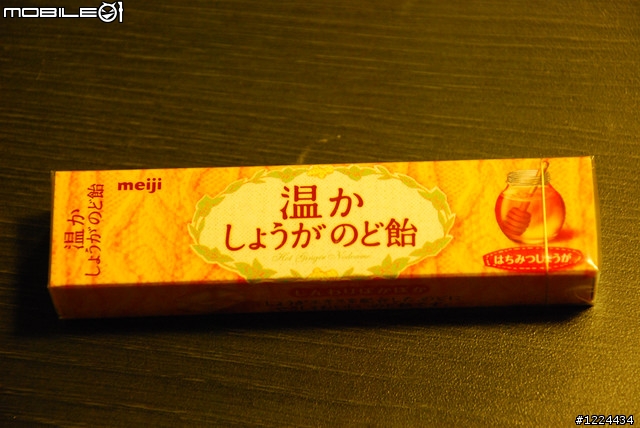 MOBILE01
meiji
温か
しょうがのど飴
温か
しょうがのど飴
Hot Ginger Nodoame
はちみつしょうが
#1224434